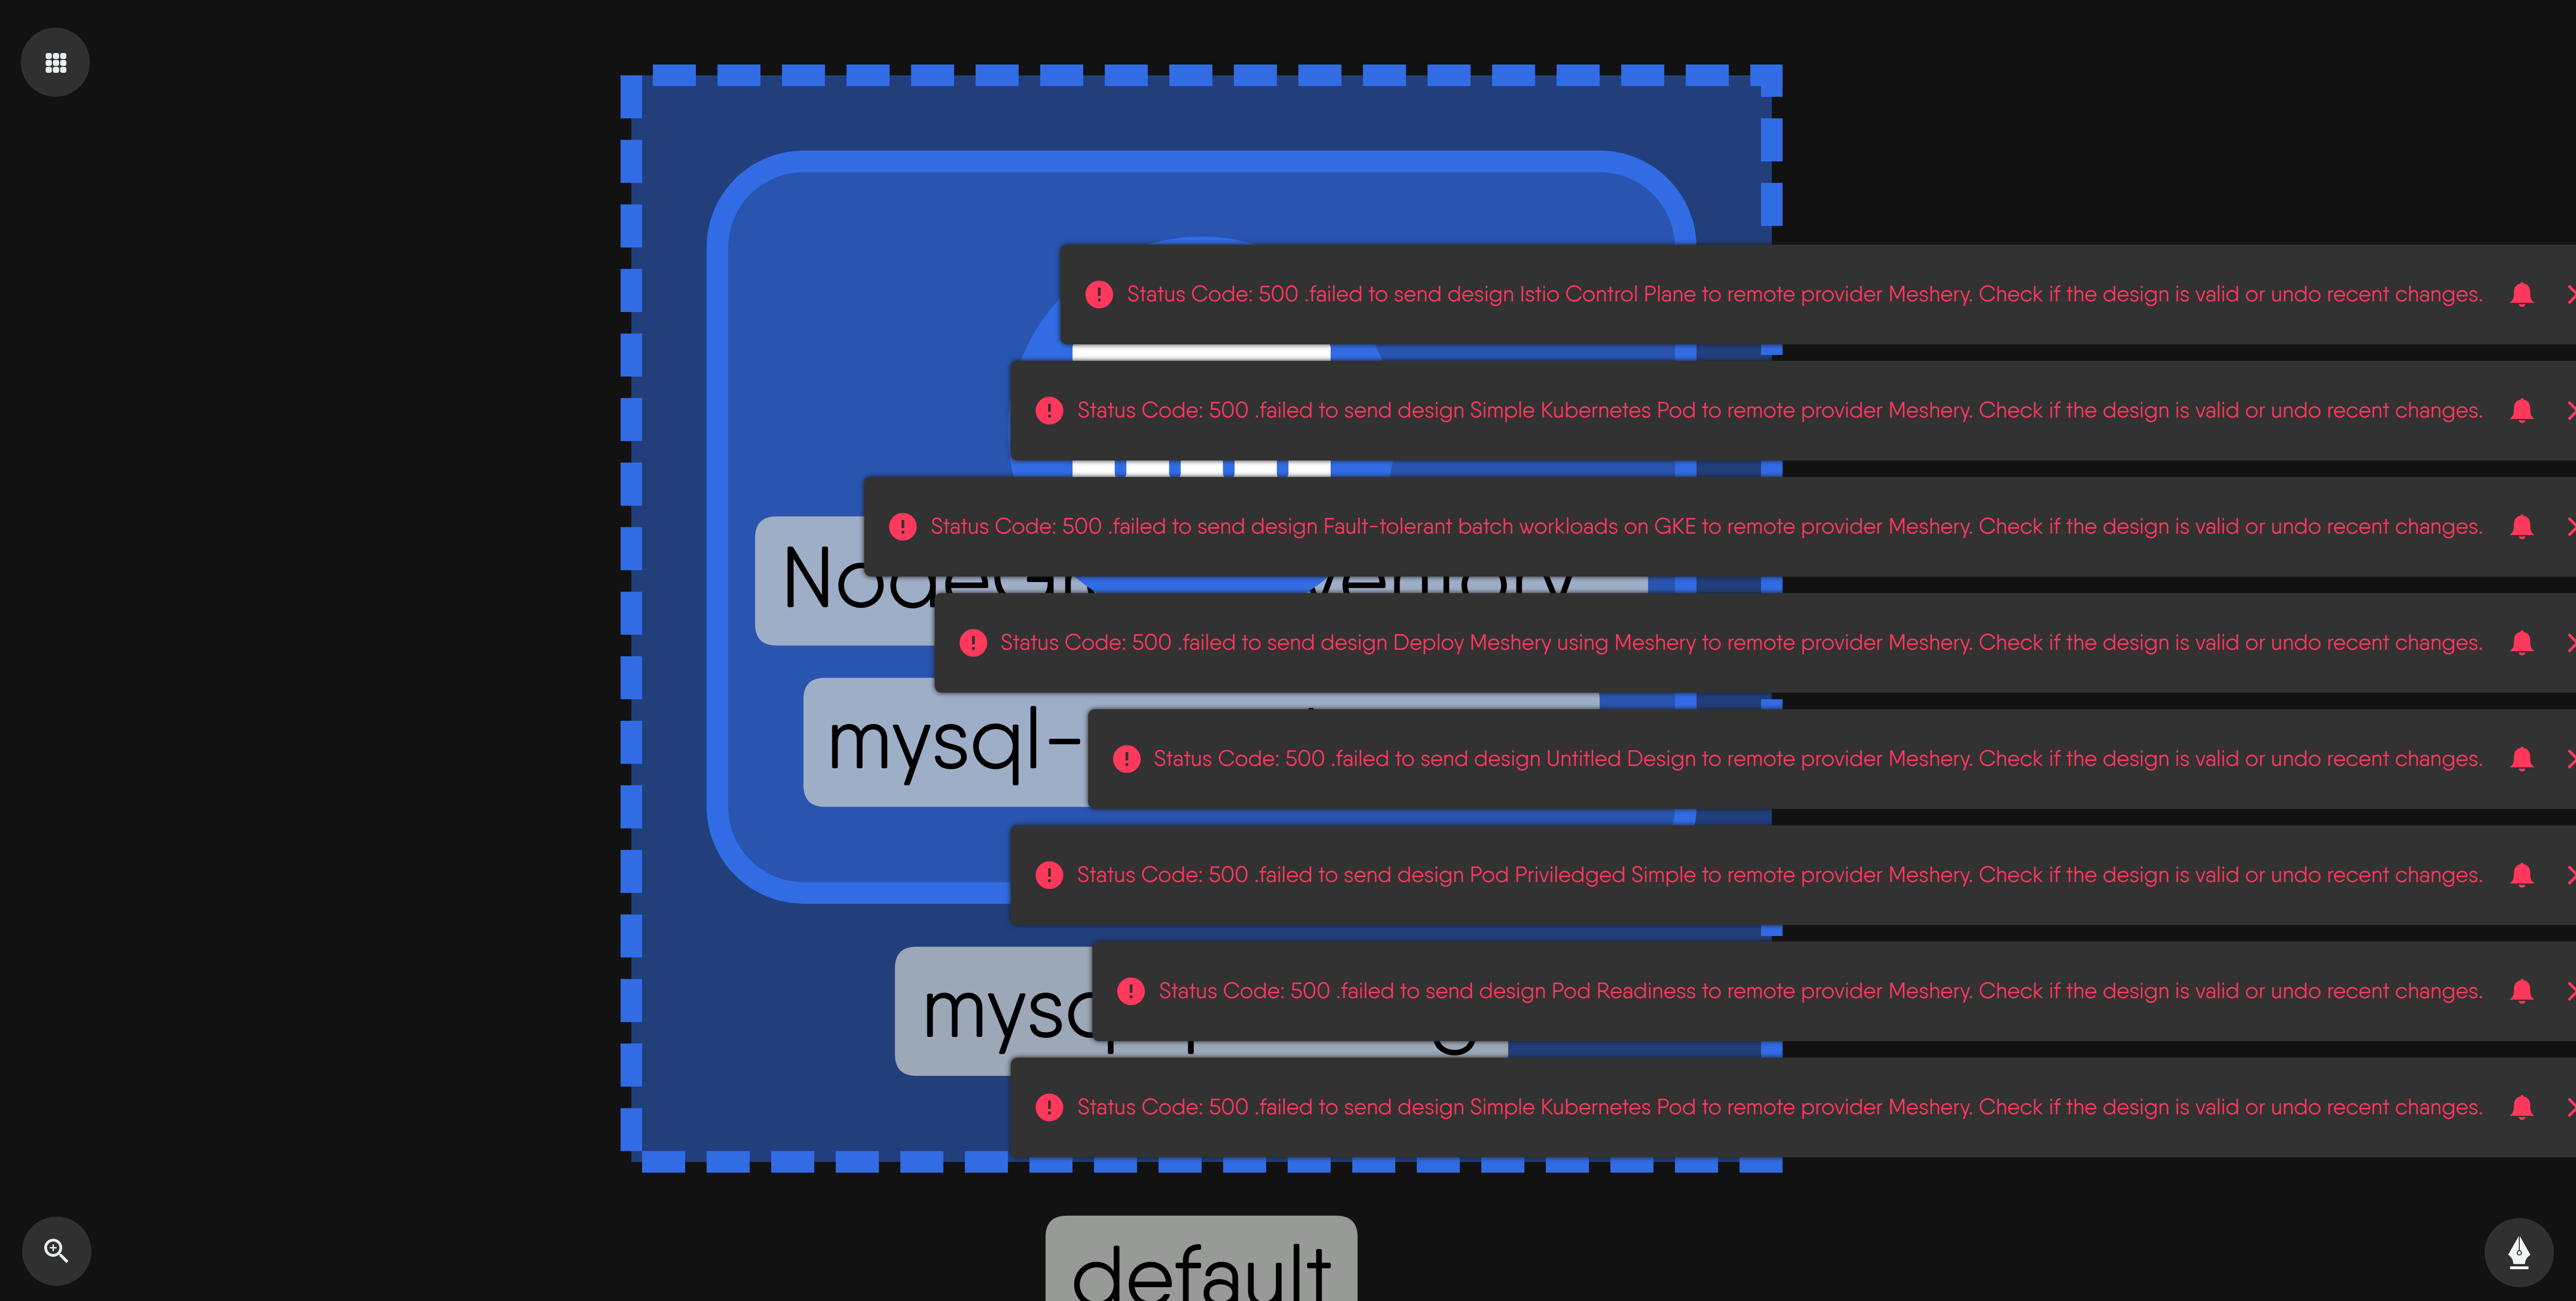 Status Code: 500 .failed to send design Istio Control Plane to remote provider Meshery. Check if the design is valid or undo recent changes.
Status Code: 500 .failed to send design Simple Kubernetes Pod to remote provider Meshery. Check if the design is valid or undo recent changes.
Status Code: 500 .failed to send design Fault-tolerant batch workloads on GKE to remote provider Meshery. Check if the design is valid or undo recent changes.
Status Code: 500 .failed to send design Deploy Meshery using Meshery to remote provider Meshery. Check if the design is valid or undo recent changes.
mysql-
Status Code: 500 .failed to send design Untitled Design to remote provider Meshery. Check if the design is valid or undo recent changes.
Status Code: 500 .failed to send design Pod Priviledged Simple to remote provider Meshery. Check if the design is valid or undo recent changes.
Status Code: 500 .failed to send design Pod Readiness to remote provider Meshery. Check if the design is valid or undo recent changes.
Status Code: 500 .failed to send design Simple Kubernetes Pod to remote provider Meshery. Check if the design is valid or undo recent changes.
default